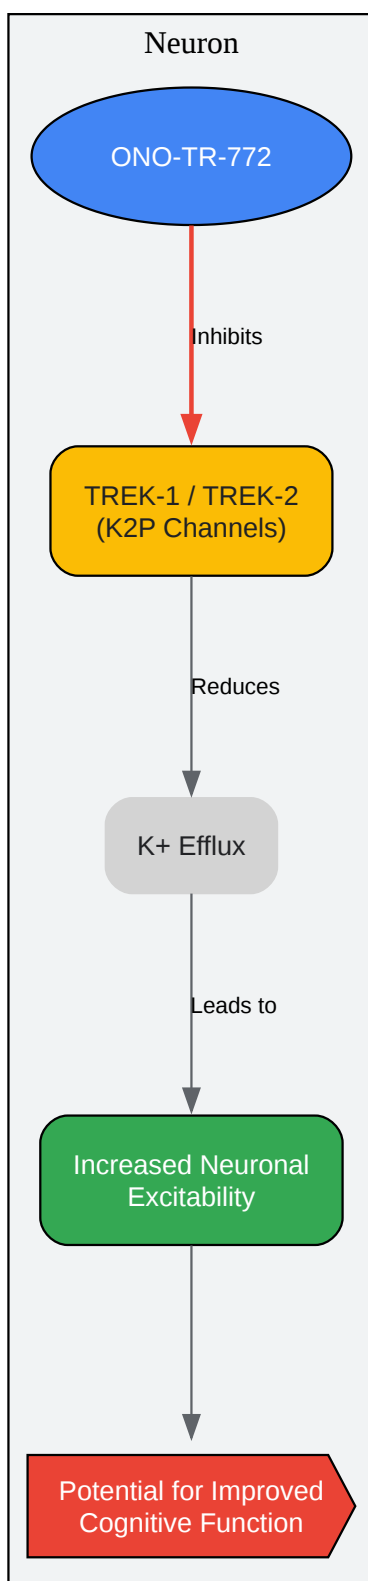 Neuron
ONO-TR-772
Inhibits
TREK-1 / TREK-2
(K2P Channels)
Reduces
K+ Efflux
Leads to
Increased Neuronal
Excitability
Potential for Improved
Cognitive Function